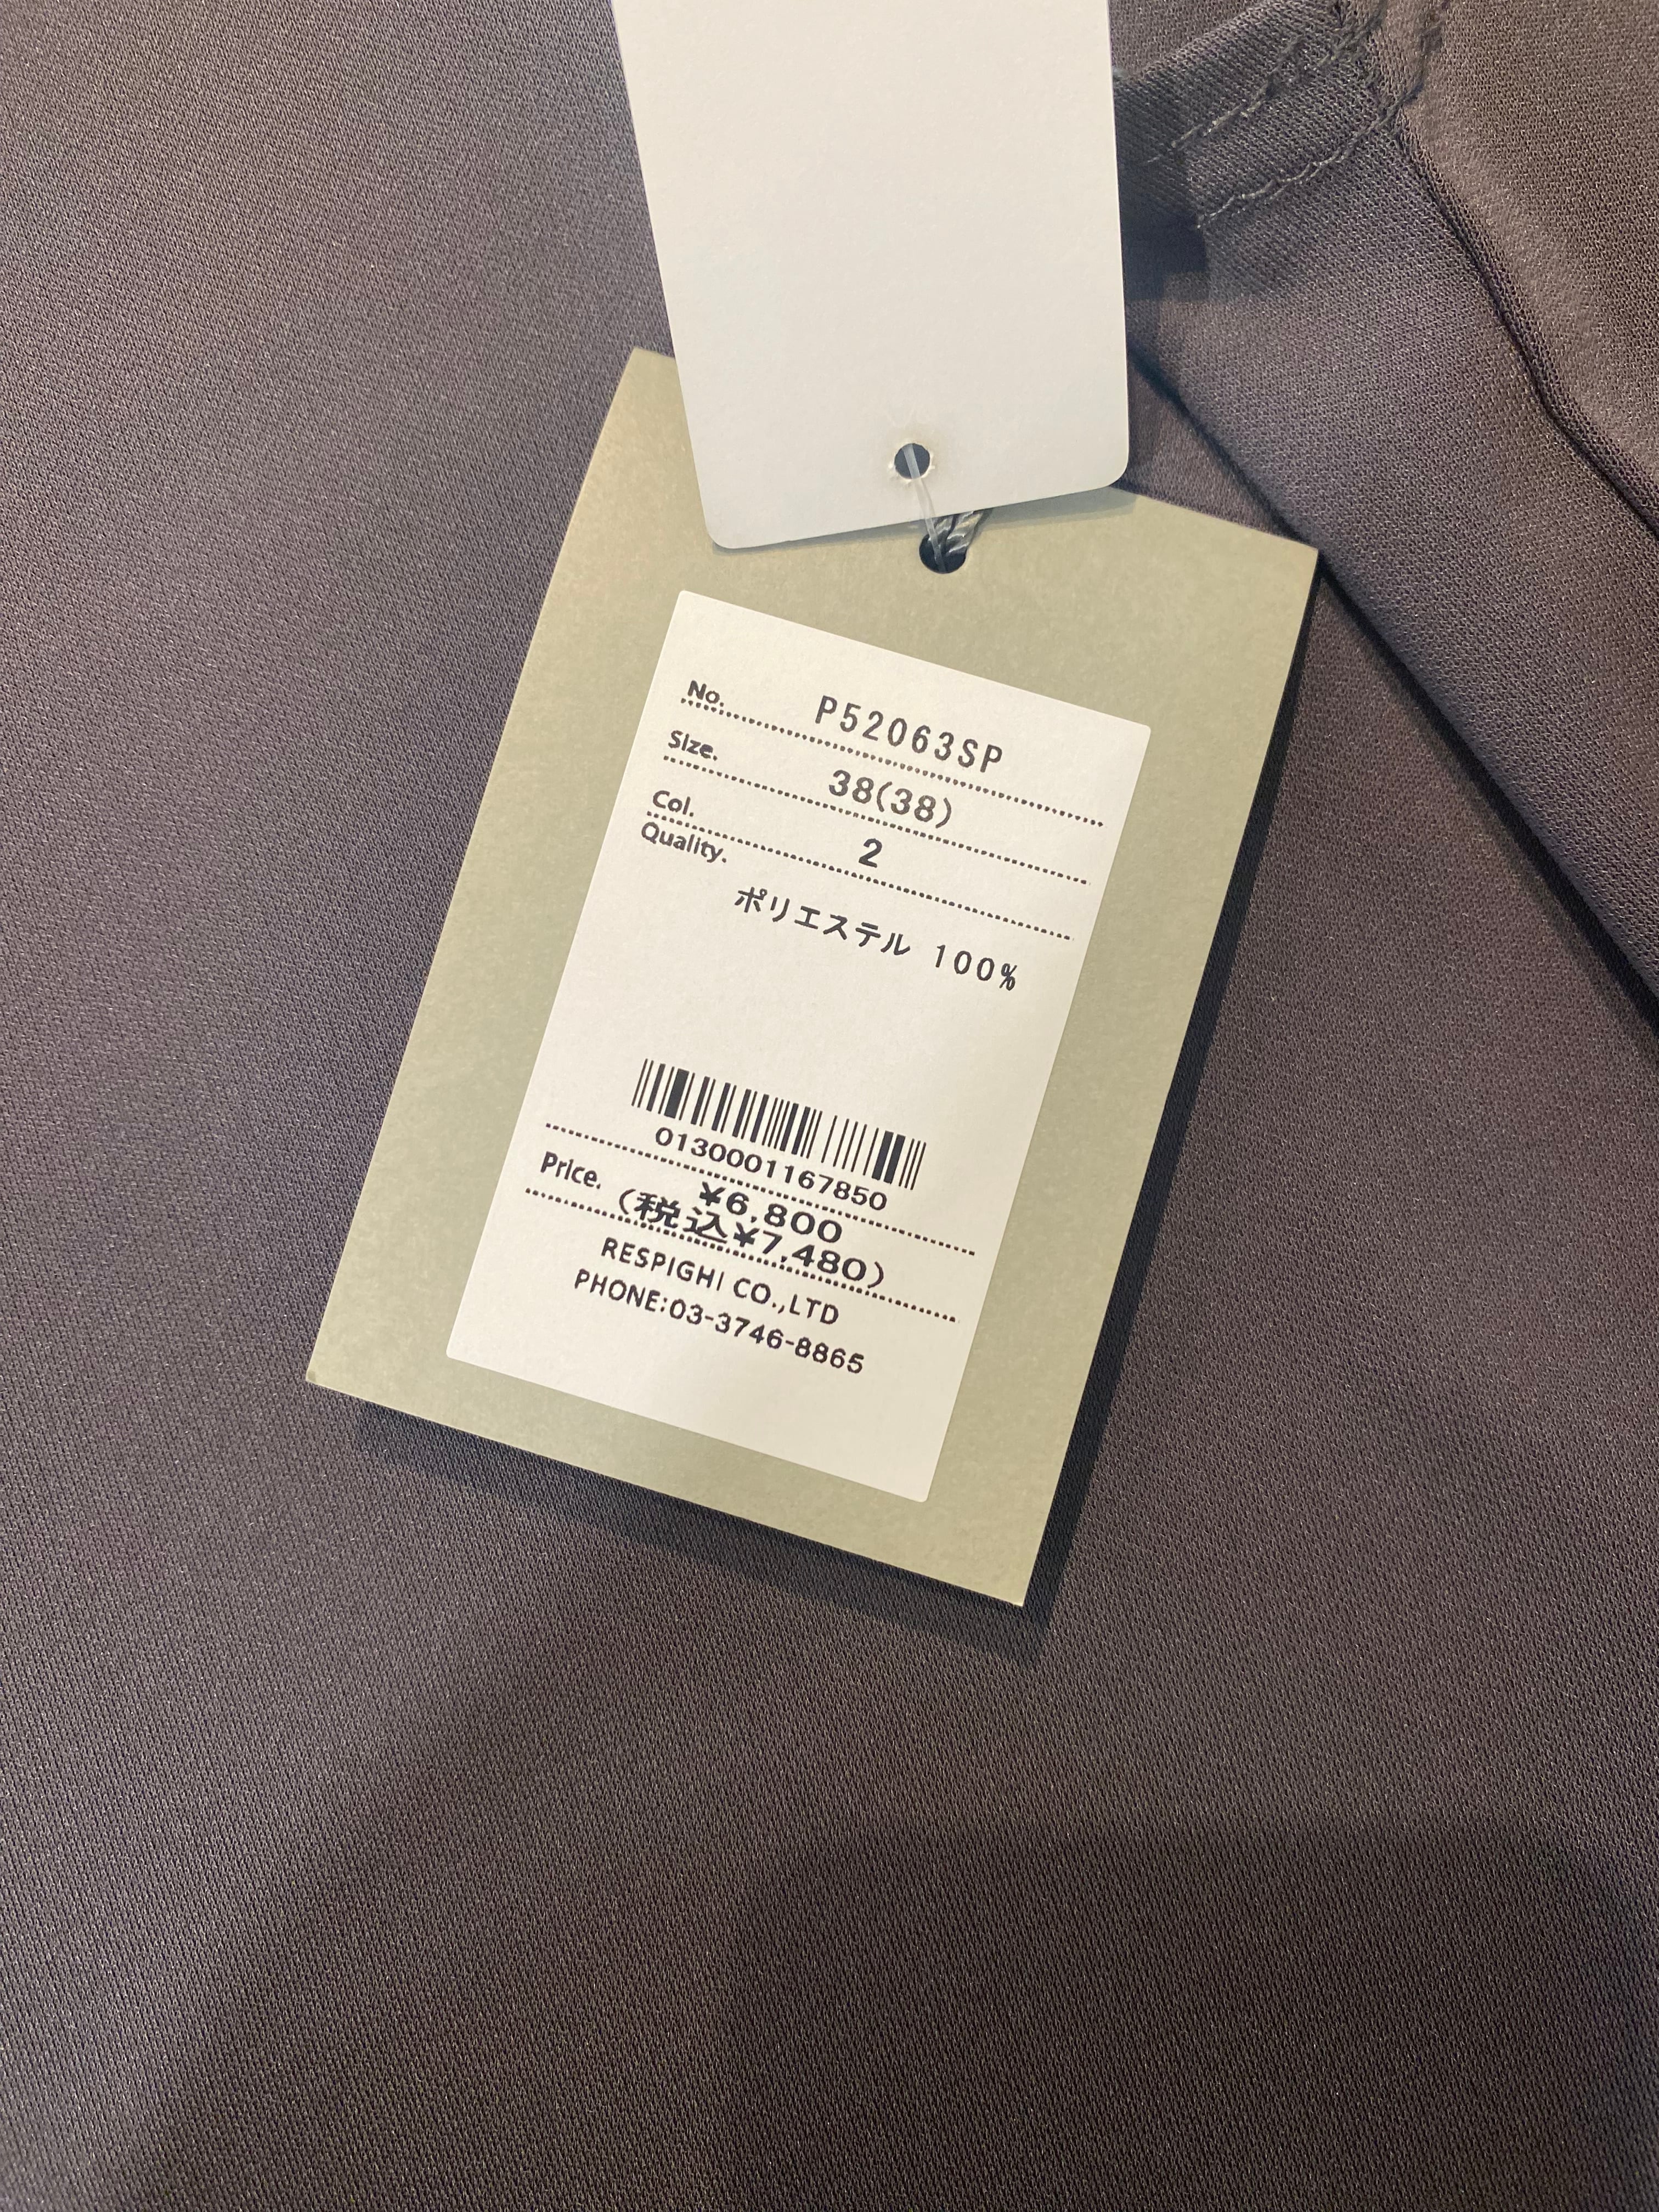 No. P52063SP
Size. 38(38)
Col. 2
Quality.
ポリエステル 100%
0130001167850
Price. ¥6,800
(税込¥7,480)
RESPIGHI CO.,LTD
PHONE:03-3746-8865